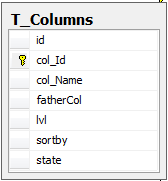 T_Columns
id
col_Id
col_Name
fatherCol
lvl
sortby
state